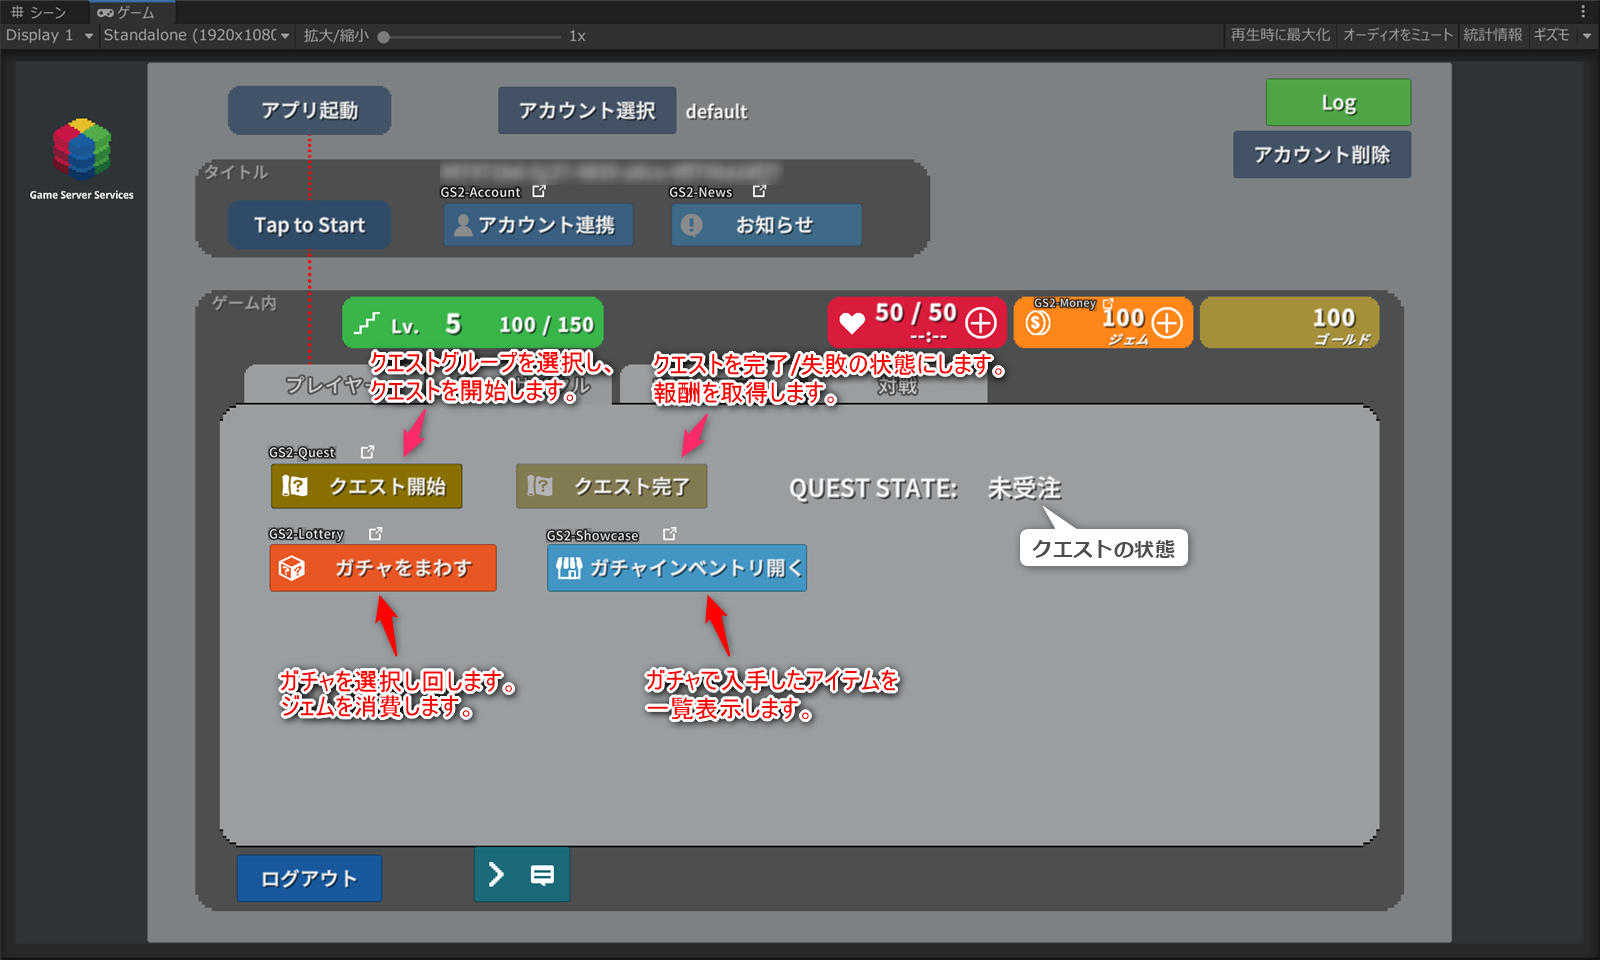 シーン
ゲーム
Display 1
Standalone (1920x1080
拡大/縮小
1x
再生時に最大化
オーディオをミュート
統計情報
ギズモ
Game Server Services
アプリ起動
アカウント選択
default
Log
アカウント削除
タイトル
GS2-Account
GS2-News
Tap to Start
アカウント連携
お知らせ
ゲーム内
Lv.
5
100 / 150
50 / 50
--:--
GS2-Money
100
ジェム
100
ゴールド
クエストグループを選択し、
クエストを開始します。
クエストを完了/失敗の状態にします。
報酬を取得します。
プレイヤー
ル
対戦
GS2-Quest
クエスト開始
クエスト完了
QUEST STATE:
未受注
クエストの状態
GS2-Lottery
GS2-Showcase
ガチャをまわす
ガチャインベントリ開く
ガチャを選択し回します。
ジェムを消費します。
ガチャで入手したアイテムを
一覧表示します。
ログアウト